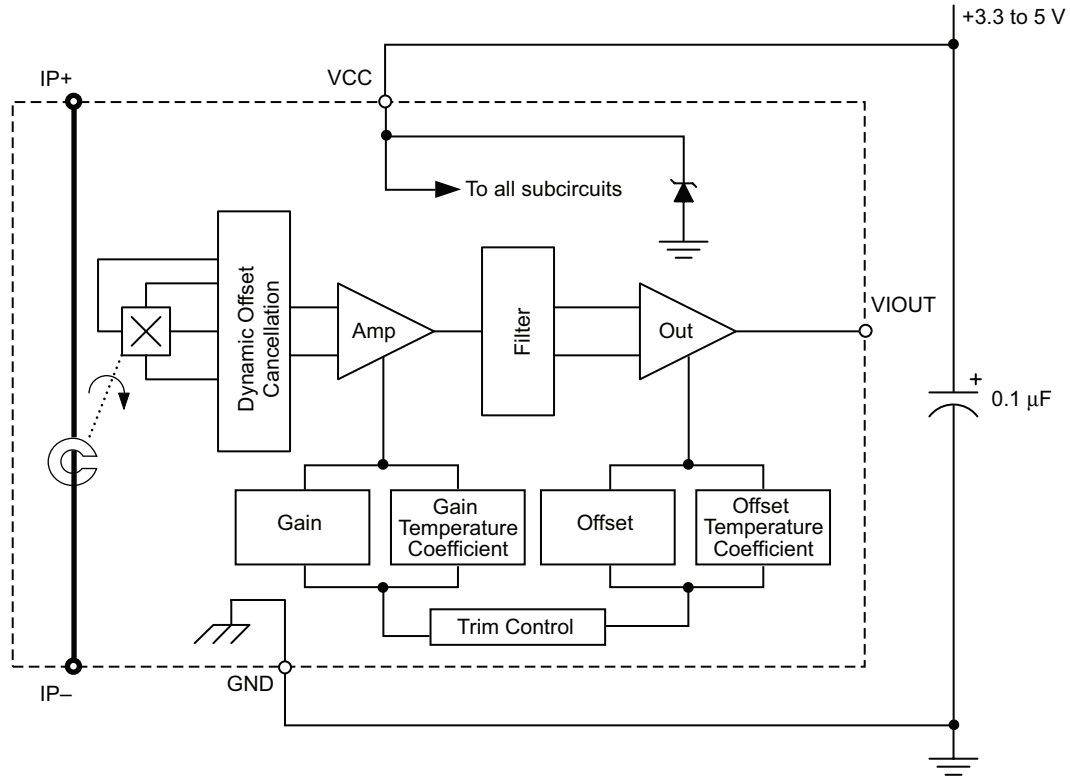 +3.3 to 5 V
IP+
VCC
To all subcircuits
Dynamic Offset
Cancellation
Amp
Filter
Out
VIOUT
+
0.1 μF
Gain
Gain
Temperature
Coefficient
Offset
Offset
Temperature
Coefficient
Trim Control
GND
IP–